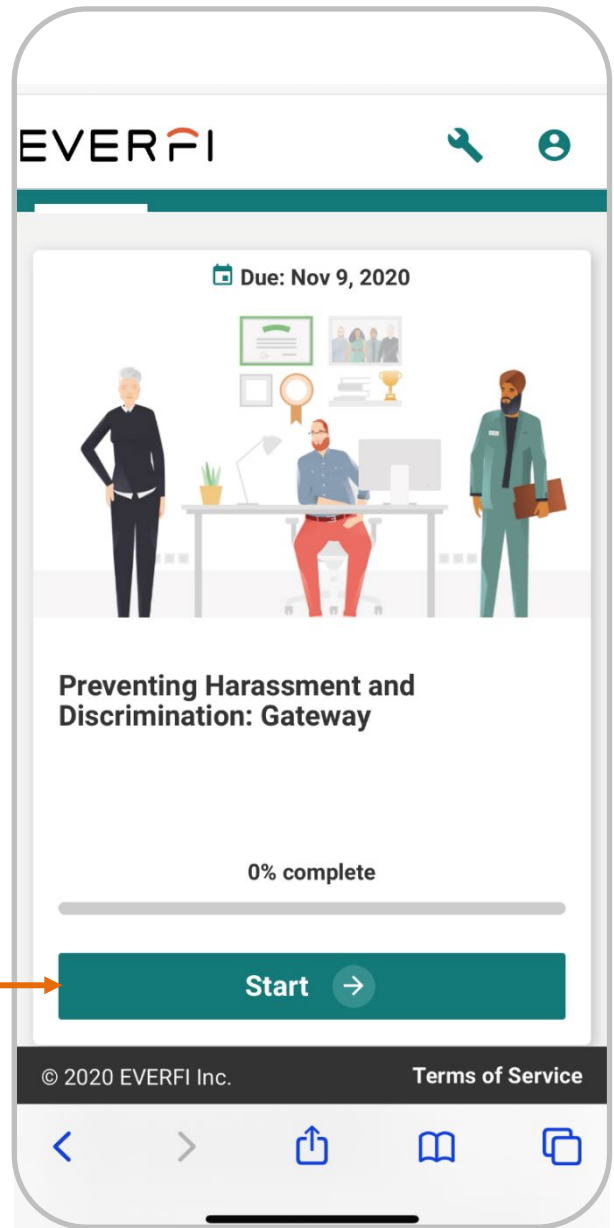 EVERFI
Due: Nov 9, 2020
Preventing Harassment and
Discrimination: Gateway
0% complete
Start
© 2020 EVERFI Inc. Terms of Service